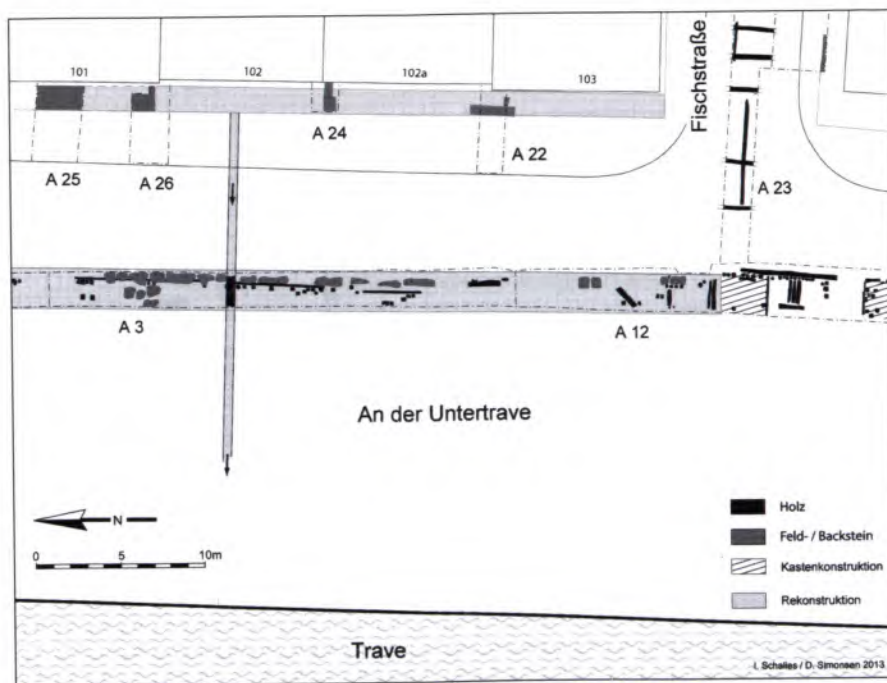 101 102 102a 103
Fischstraße
A 24
A 22
A 25 A 26
A 23
A 3
A 12
An der Untertrave
N
0 5 10m
Holz
Feld- / Backstein
Kastenkonstruktion
Rekonstruktion
Trave
I. Schalies / D. Simonsen 2013